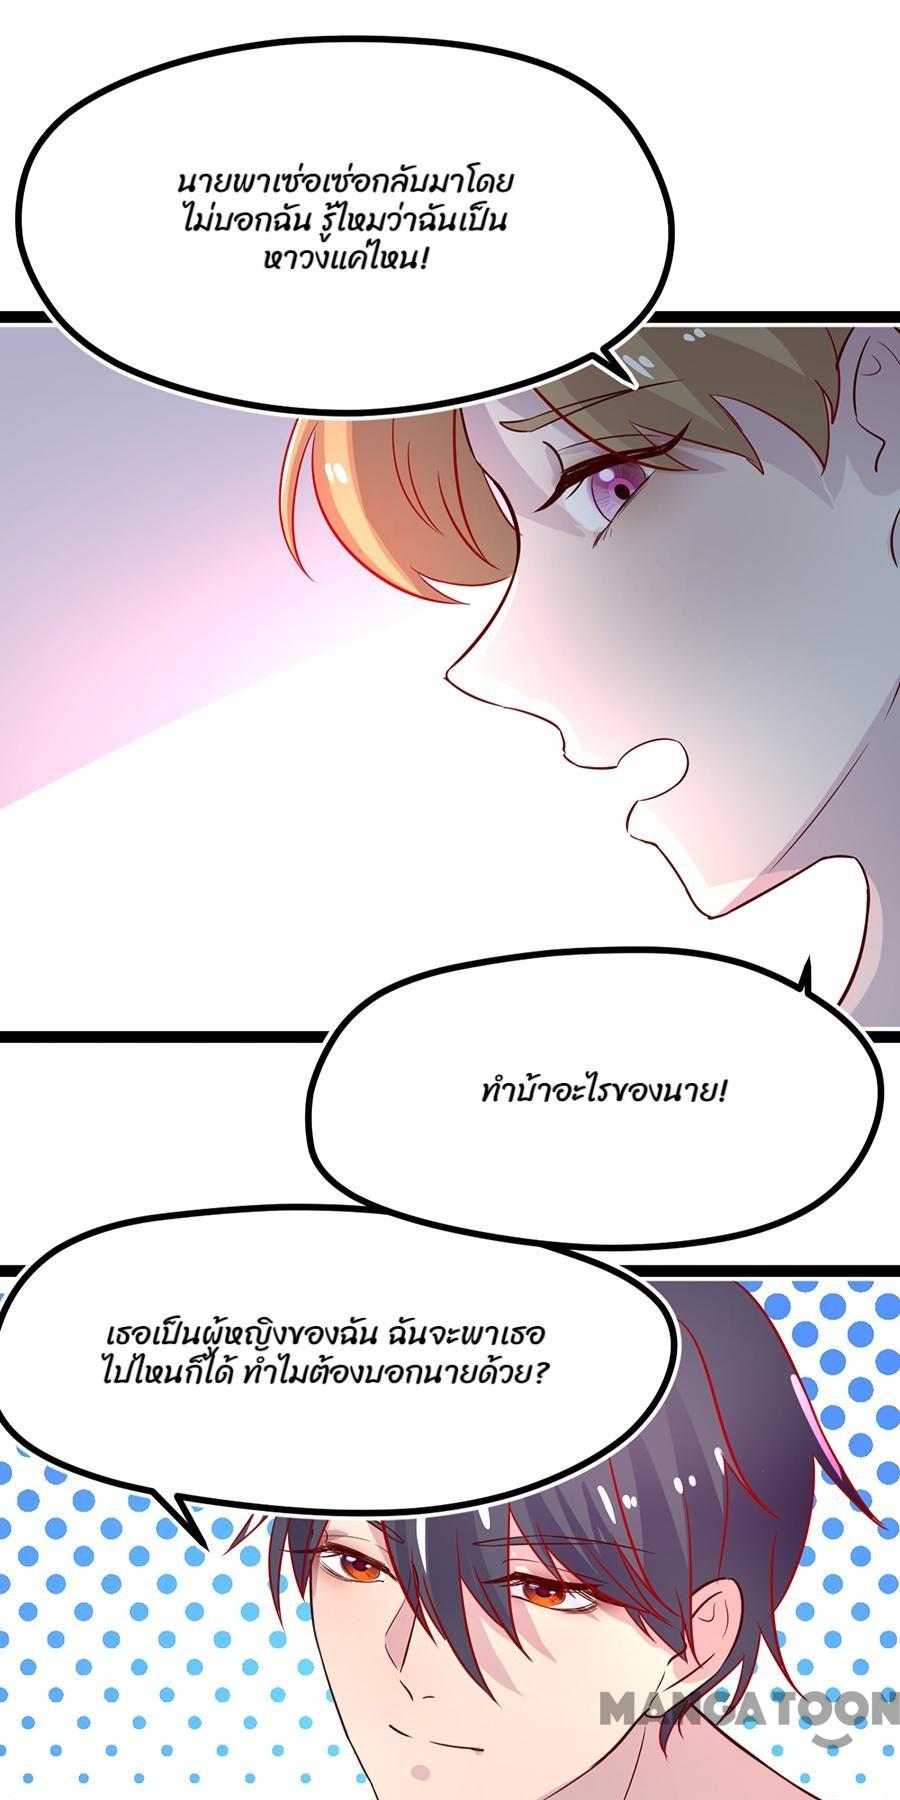 นายพาเซ่อเซ่อกลับมาโดย
ไม่บอกฉัน รู้ไหมว่าฉันเป็น
หาวงแค่ไหน!
ทำบ้าอะไรของนาย!
เธอเป็นผู้หญิงของฉัน ฉันจะพาเธอ
ไปไหนก็ได้ ทำไมต้องบอกนายด้วย?
MANGATOON